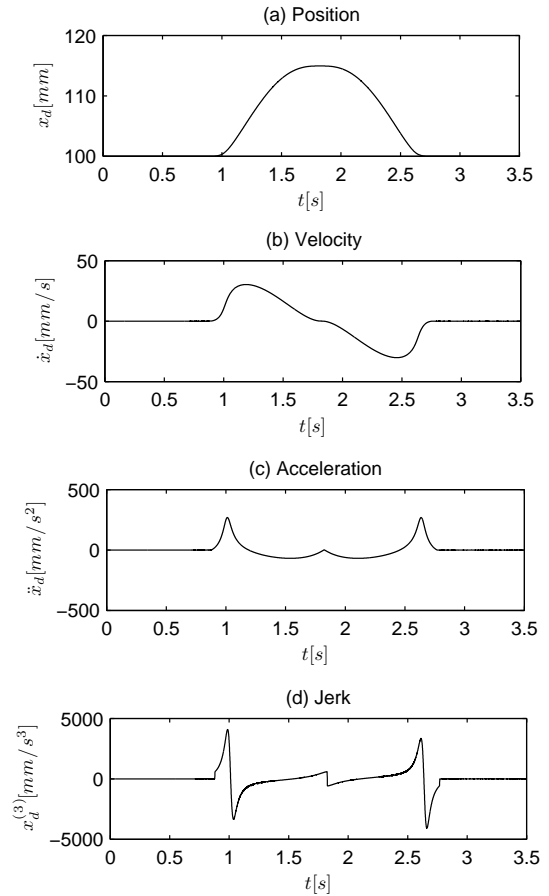 (a) Position
120
110
100
x_d[mm]
0 0.5 1 1.5 2 2.5 3 3.5
t[s]
(b) Velocity
50
0
−50
ẋ_d[mm/s]
0 0.5 1 1.5 2 2.5 3 3.5
t[s]
(c) Acceleration
500
0
−500
ẍ_d[mm/s²]
0 0.5 1 1.5 2 2.5 3 3.5
t[s]
(d) Jerk
5000
0
−5000
x_d^(3)[mm/s³]
0 0.5 1 1.5 2 2.5 3 3.5
t[s]